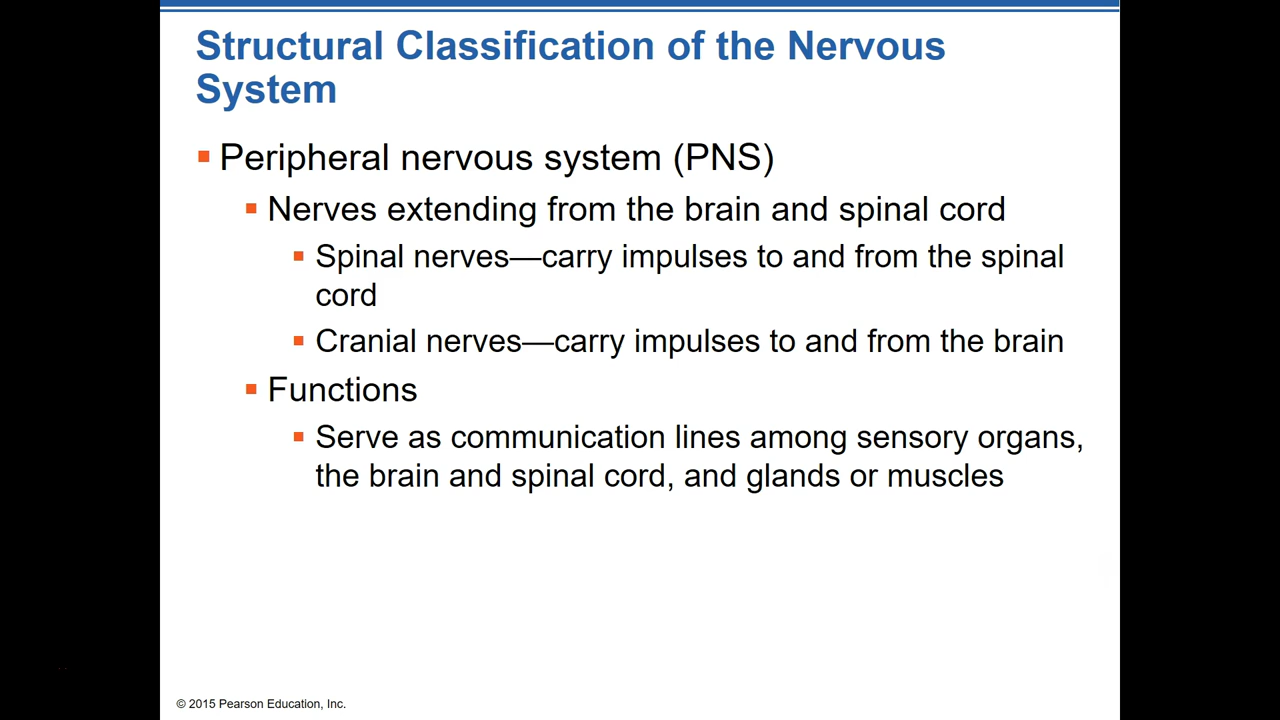 Structural Classification of the Nervous
System
Peripheral nervous system (PNS)
Nerves extending from the brain and spinal cord
Spinal nerves—carry impulses to and from the spinal
cord
Cranial nerves—carry impulses to and from the brain
Functions
Serve as communication lines among sensory organs,
the brain and spinal cord, and glands or muscles
© 2015 Pearson Education, Inc.